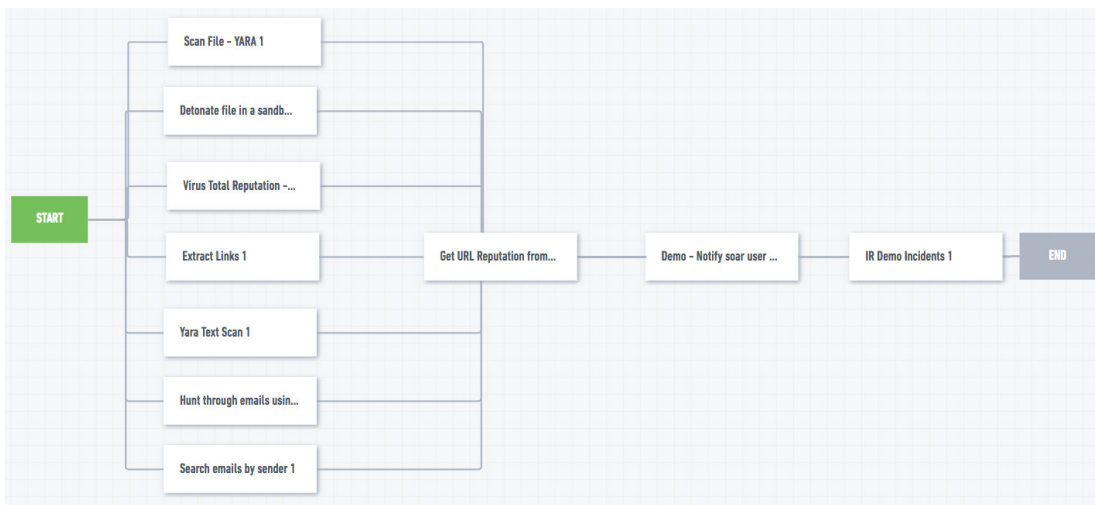 Scan File - YARA 1
Detonate file in a sandb...
Virus Total Reputation -...
START
Extract Links 1
Get URL Reputation from...
Demo - Notify soar user ...
IR Demo Incidents 1
END
Yara Text Scan 1
Hunt through emails usin...
Search emails by sender 1